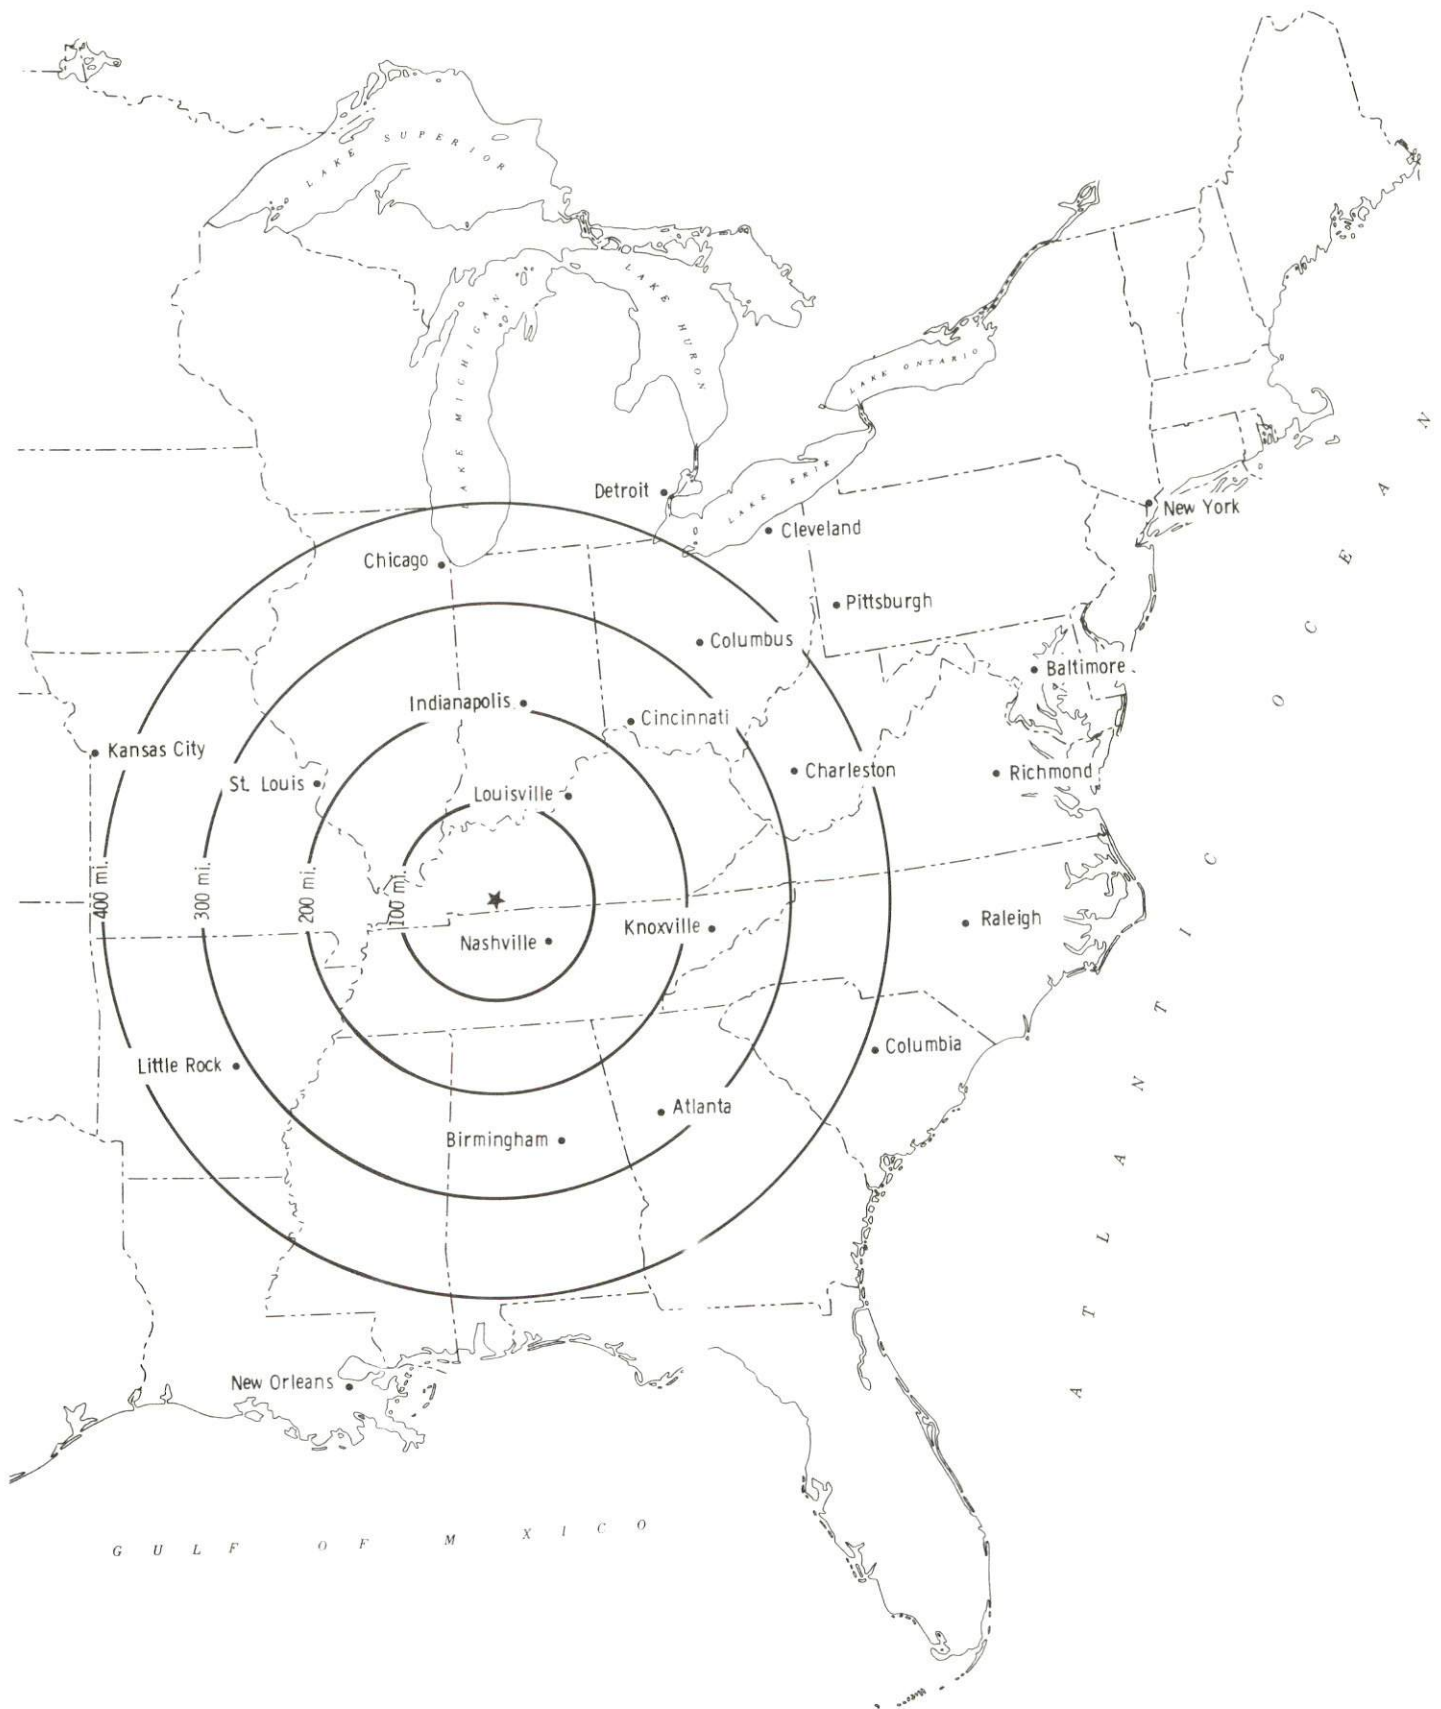 LAKE SUPERIOR
LAKE MICHIGAN
LAKE HURON
LAKE ONTARIO
LAKE ERIE
Detroit
New York
Cleveland
Chicago
Pittsburgh
Columbus
Baltimore
Indianapolis
Cincinnati
Kansas City
St. Louis
Charleston
Richmond
Louisville
400 mi.
300 mi.
200 mi.
100 mi.
Nashville
Knoxville
Raleigh
Little Rock
Columbia
Atlanta
Birmingham
New Orleans
ATLANTIC OCEAN
GULF OF M XICO